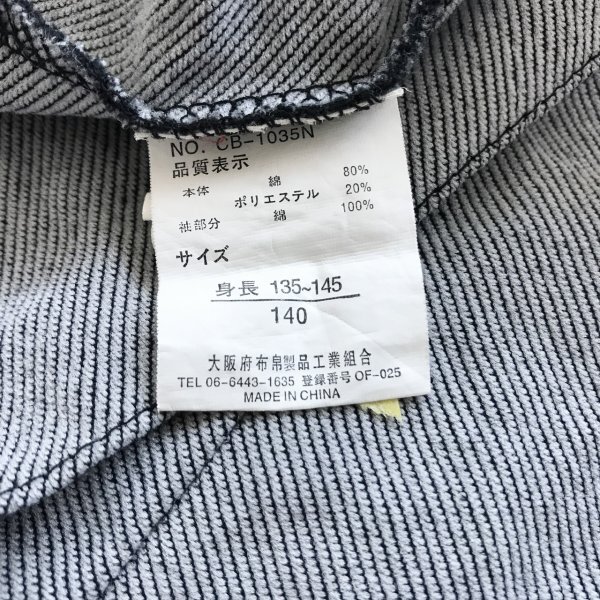 NO. CB-1035N
品質表示
本体 綿 80%
ポリエステル 20%
袖部分 綿 100%
サイズ
身長 135~145
140
大阪府布帛製品工業組合
TEL 06-6443-1635 登録番号 OF-025
MADE IN CHINA